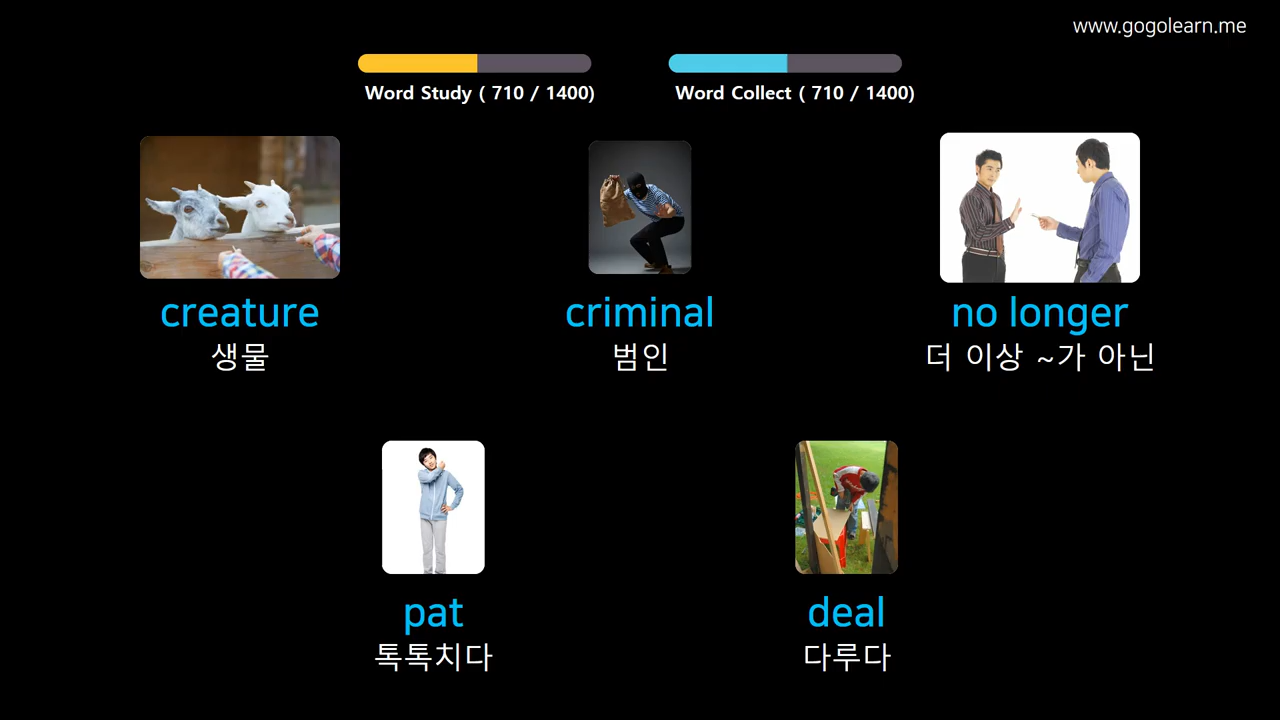 www.gogolearn.me
Word Study ( 710 / 1400)
Word Collect ( 710 / 1400)
creature
생물
criminal
범인
no longer
더 이상 ~가 아닌
pat
톡톡치다
deal
다루다